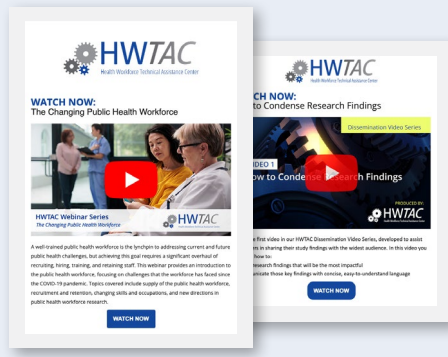 HWTAC
Health Workforce Technical Assistance Center
WATCH NOW:
The Changing Public Health Workforce
HWTAC Webinar Series
The Changing Public Health Workforce
HWTAC
A well-trained public health workforce is the lynchpin to addressing current and future
public health challenges, but achieving this goal requires a significant overhaul of
recruiting, hiring, training, and retaining staff. This webinar provides an introduction to
the public health workforce, focusing on challenges that the workforce has faced since
the COVID-19 pandemic. Topics covered include supply of the public health workforce,
recruitment and retention, changing skills and occupations, and new directions in
public health workforce research.
WATCH NOW
HWTAC
Health Workforce Technical Assistance Center
CH NOW:
to Condense Research Findings
Dissemination Video Series
IDEO 1
ow to Condense Research Findings
PRODUCED BY:
HWTAC
e first video in our HWTAC Dissemination Video Series, developed to assist
rs in sharing their study findings with the widest audience. In this video you
how to:
research findings that will be the most impactful
unicate those key findings with concise, easy-to-understand language
WATCH NOW